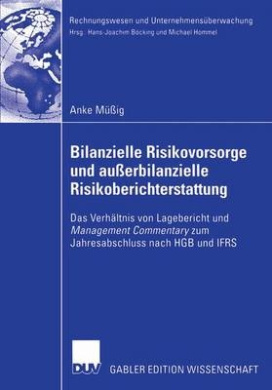 Rechnungswesen und Unternehmensüberwachung
Hrsg. Hans-Joachim Böcking und Michael Hommel
Anke Müßig
Bilanzielle Risikovorsorge
und außerbilanzielle
Risikoberichterstattung
Das Verhältnis von Lagebericht und
Management Commentary zum
Jahresabschluss nach HGB und IFRS
DUV
GABLER EDITION WISSENSCHAFT